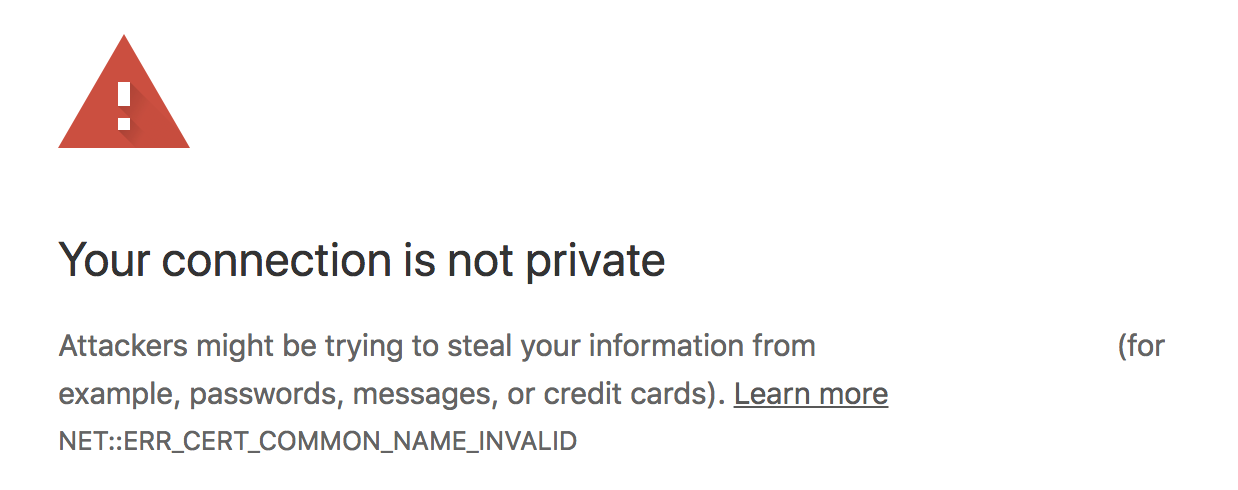 Your connection is not private
Attackers might be trying to steal your information from (for
example, passwords, messages, or credit cards). Learn more
NET::ERR_CERT_COMMON_NAME_INVALID